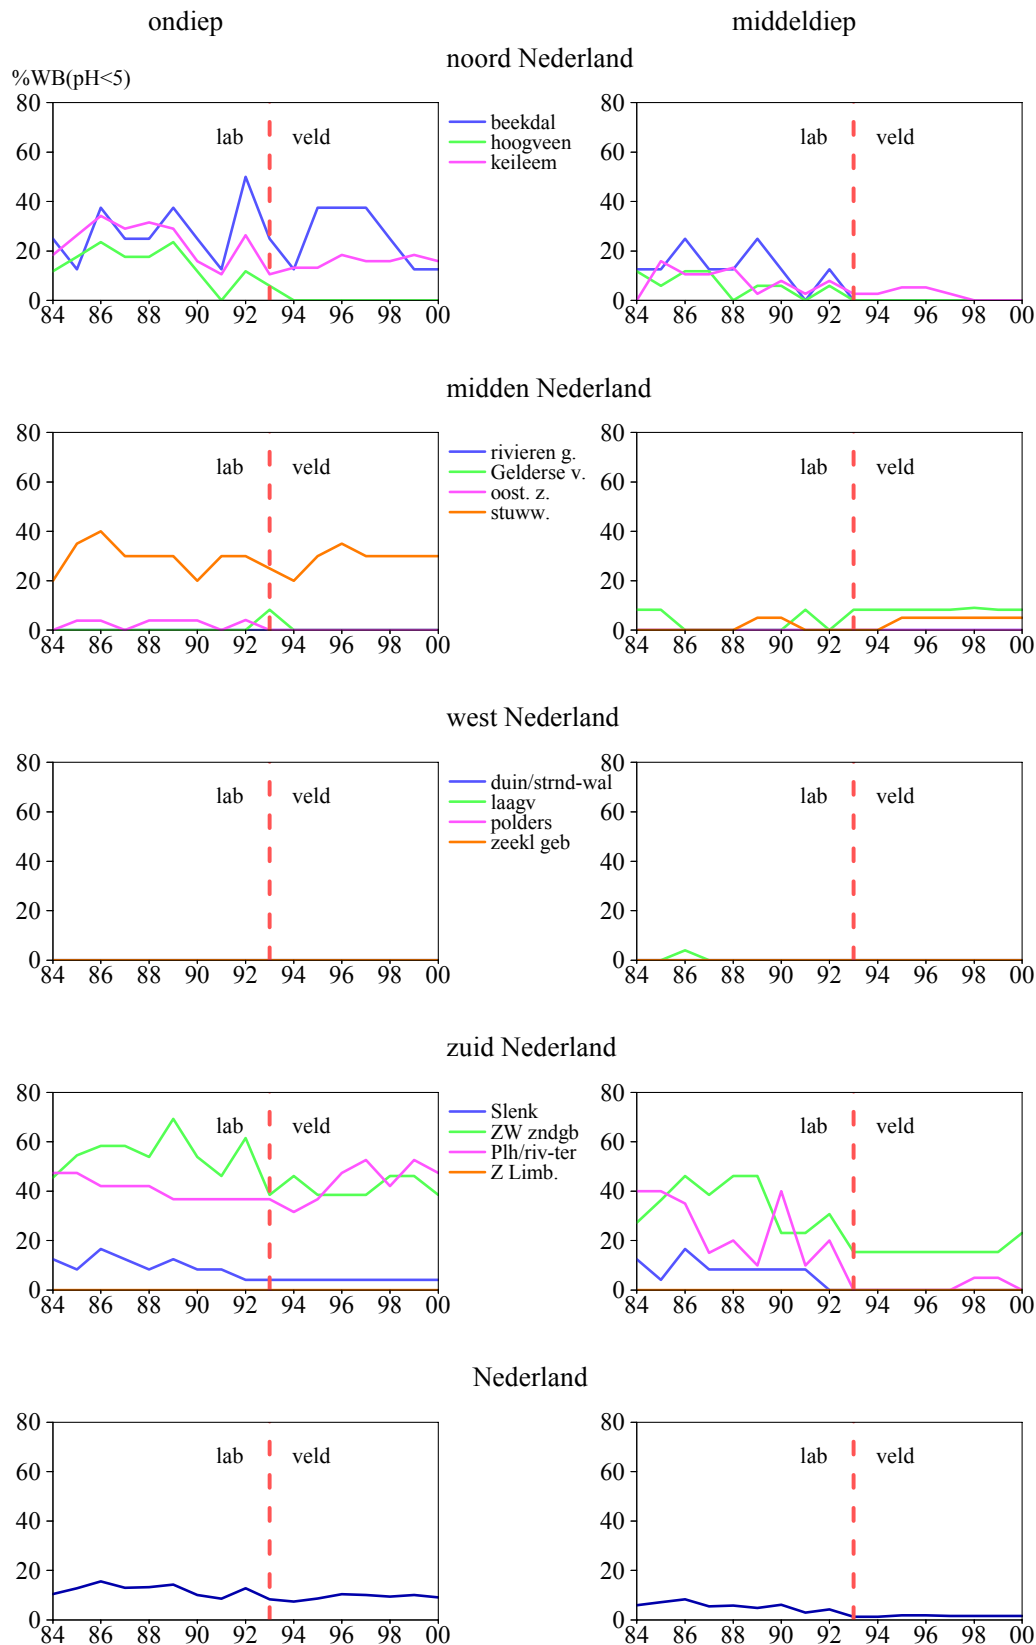 ondiep middeldiep
noord Nederland
%WB(pH<5)
80 80
60 60
40 40
20 20
0 0
lab veld
beekdal
hoogveen
keileem
lab veld
84 86 88 90 92 94 96 98 00 84 86 88 90 92 94 96 98 00
midden Nederland
80 80
60 60
40 40
20 20
0 0
lab veld
rivieren g.
Gelderse v.
oost. z.
stuww.
lab veld
84 86 88 90 92 94 96 98 00 84 86 88 90 92 94 96 98 00
west Nederland
80 80
60 60
40 40
20 20
0 0
lab veld
duin/strnd-wal
laagv
polders
zeekl geb
lab veld
84 86 88 90 92 94 96 98 00 84 86 88 90 92 94 96 98 00
zuid Nederland
80 80
60 60
40 40
20 20
0 0
lab veld
Slenk
ZW zndgb
Plh/riv-ter
Z Limb.
lab veld
84 86 88 90 92 94 96 98 00 84 86 88 90 92 94 96 98 00
Nederland
80 80
60 60
40 40
20 20
0 0
lab veld lab veld
84 86 88 90 92 94 96 98 00 84 86 88 90 92 94 96 98 00